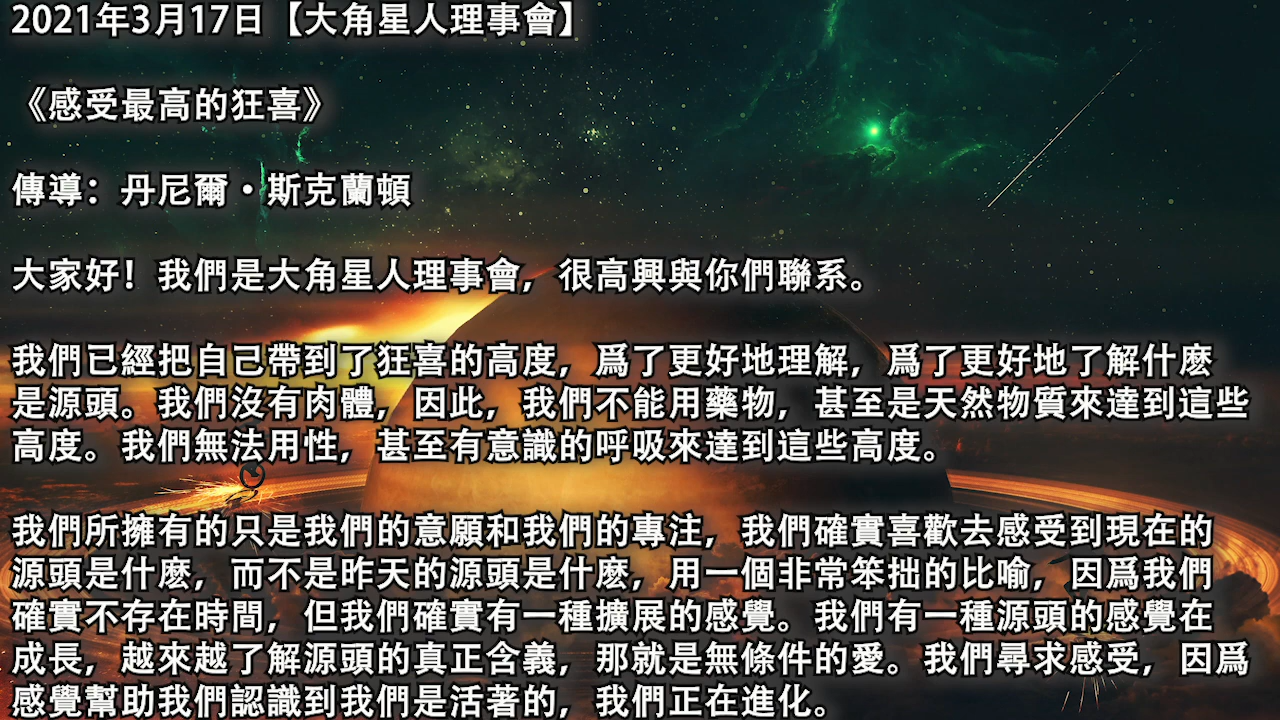 2021年3月17日【大角星人理事會】
《感受最高的狂喜》
傳導：丹尼爾·斯克蘭頓
大家好！我們是大角星人理事會，很高興與你們聯系。
我們已經把自己帶到了狂喜的高度，爲了更好地理解，爲了更好地了解什麽
是源頭。我們沒有肉體，因此，我們不能用藥物，甚至是天然物質來達到這些
高度。我們無法用性，甚至有意識的呼吸來達到這些高度。
我們所擁有的只是我們的意願和我們的專注，我們確實喜歡去感受到現在的
源頭是什麽，而不是昨天的源頭是什麽，用一個非常笨拙的比喻，因爲我們
確實不存在時間，但我們確實有一種擴展的感覺。我們有一種源頭的感覺在
成長，越來越了解源頭的真正含義，那就是無條件的愛。我們尋求感受，因爲
感覺幫助我們認識到我們是活著的，我們正在進化。